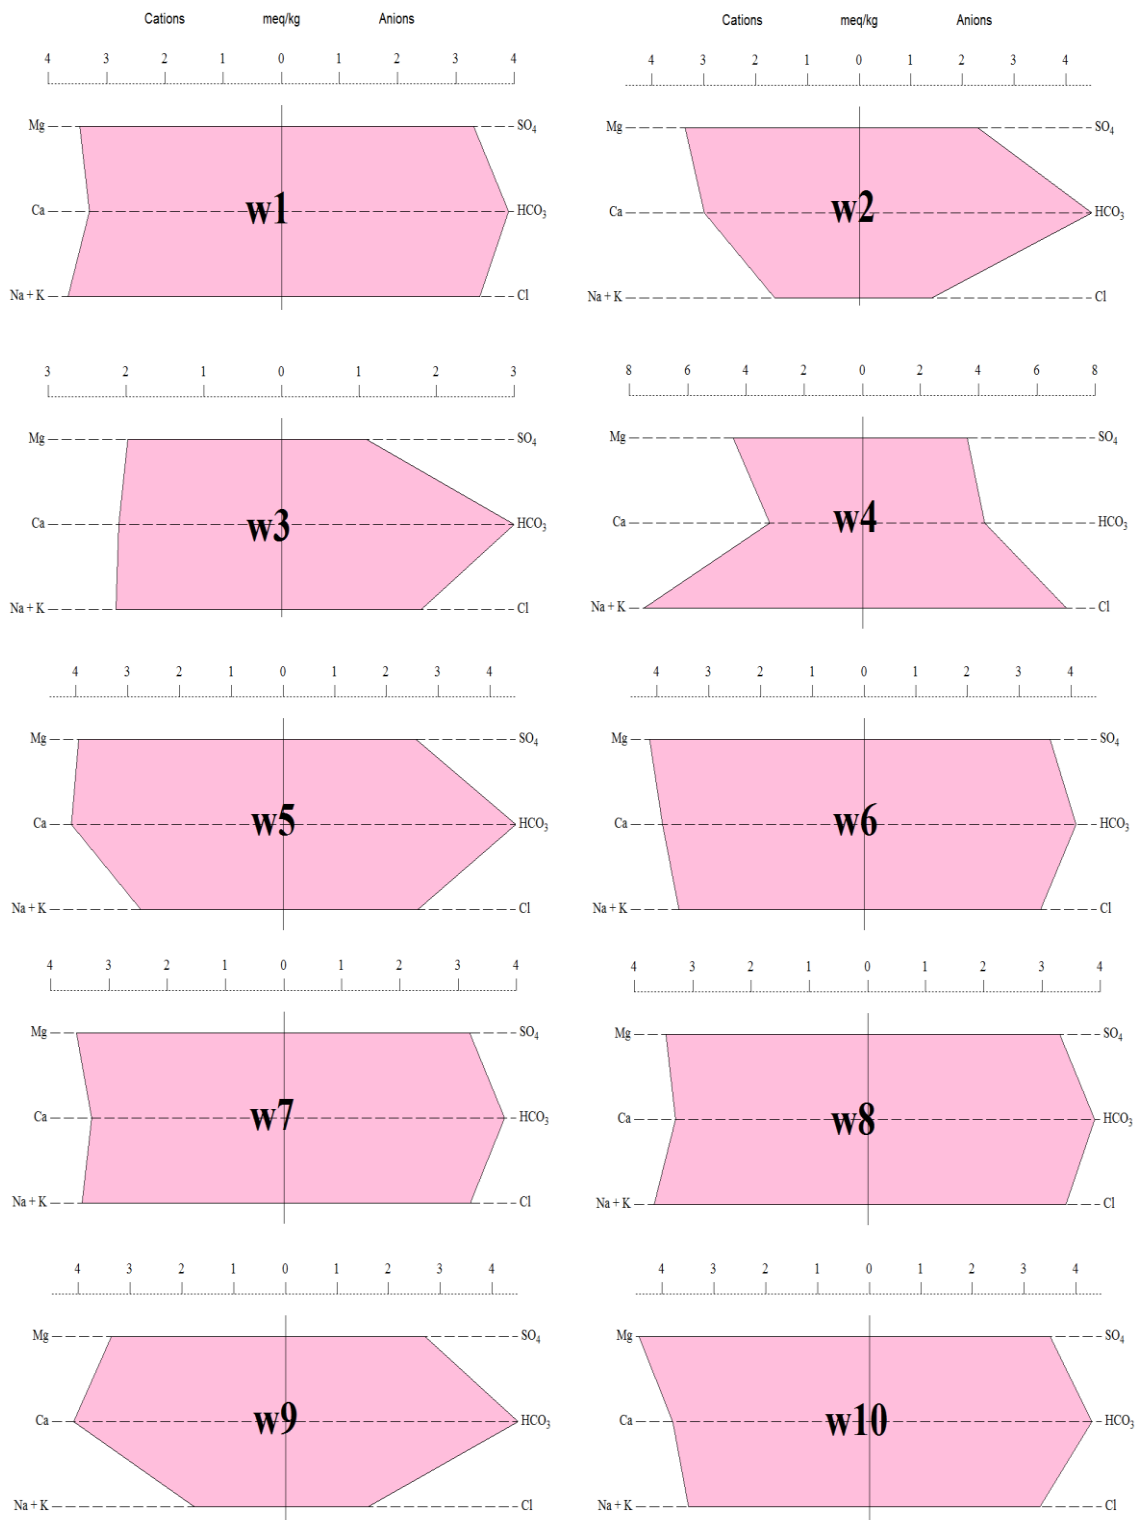 Cations meq/kg Anions
4 3 2 1 0 1 2 3 4
Mg SO₄
Ca w1 HCO₃
Na + K Cl
Cations meq/kg Anions
4 3 2 1 0 1 2 3 4
Mg SO₄
Ca w2 HCO₃
Na + K Cl
3 2 1 0 1 2 3
Mg SO₄
Ca w3 HCO₃
Na + K Cl
8 6 4 2 0 2 4 6 8
Mg SO₄
Ca w4 HCO₃
Na + K Cl
4 3 2 1 0 1 2 3 4
Mg SO₄
Ca w5 HCO₃
Na + K Cl
4 3 2 1 0 1 2 3 4
Mg SO₄
Ca w6 HCO₃
Na + K Cl
4 3 2 1 0 1 2 3 4
Mg SO₄
Ca w7 HCO₃
Na + K Cl
4 3 2 1 0 1 2 3 4
Mg SO₄
Ca w8 HCO₃
Na + K Cl
4 3 2 1 0 1 2 3 4
Mg SO₄
Ca w9 HCO₃
Na + K Cl
4 3 2 1 0 1 2 3 4
Mg SO₄
Ca w10 HCO₃
Na + K Cl